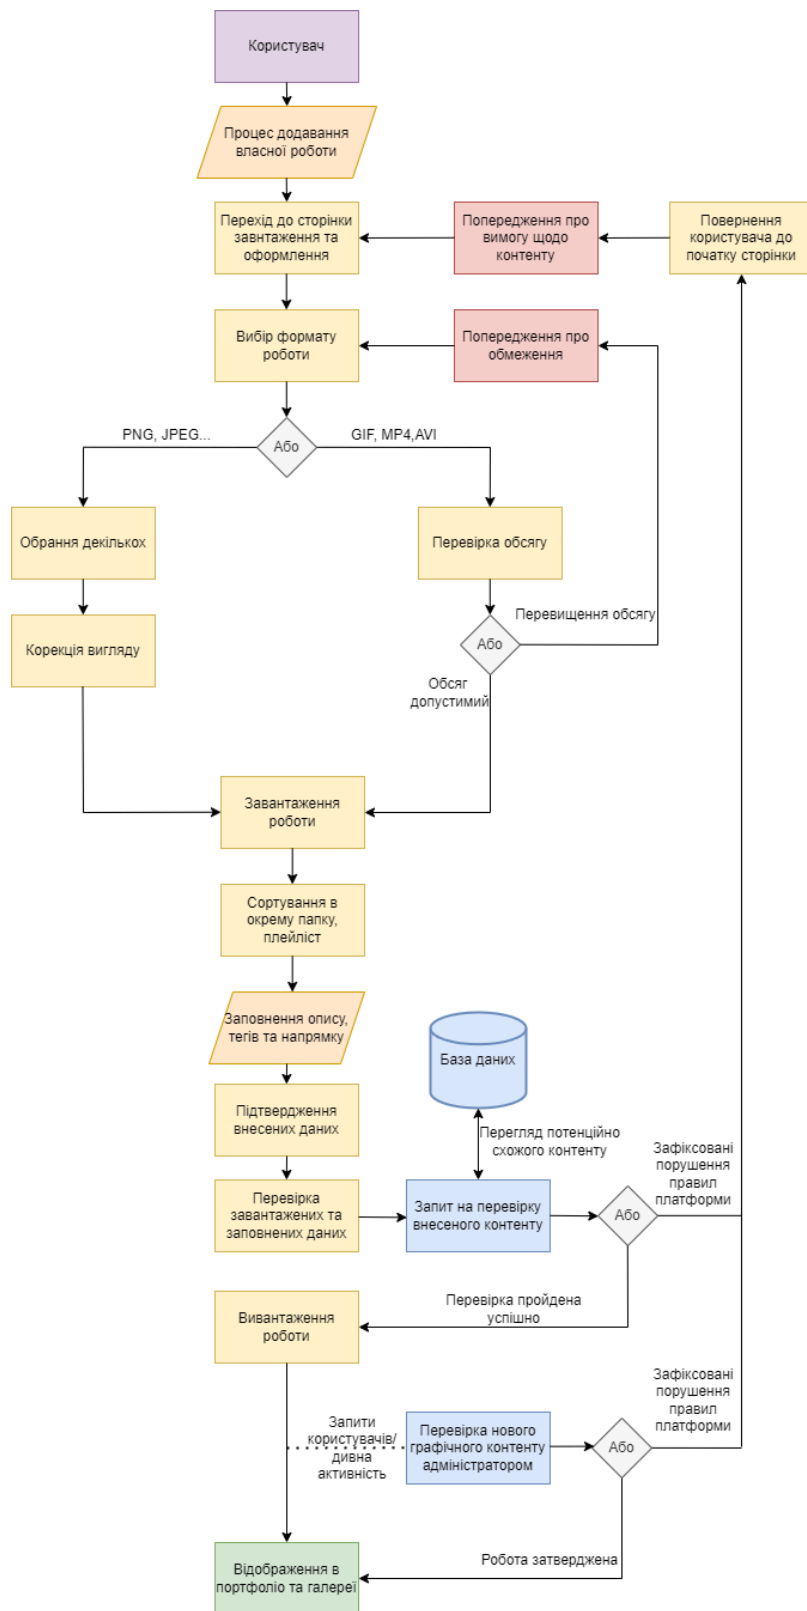 Користувач
Процес додавання
власної роботи
Перехід до сторінки
завнтаження та
оформлення
Попередження про
вимогу щодо
контенту
Повернення
користувача до
початку сторінки
Вибір формату
роботи
Попередження про
обмеження
PNG, JPEG...
Або
GIF, MP4,AVI
Обрання декількох
Перевірка обсягу
Перевищення обсягу
Корекція вигляду
Або
Обсяг
допустимий
Завантаження
роботи
Сортування в
окрему папку,
плейліст
Заповнення опису,
тегів та напрямку
База даних
Підтвердження
внесених даних
Перегляд потенційно
схожого контенту
Зафіксовані
порушення
правил
платформи
Перевірка
завантажених та
заповнених даних
Запит на перевірку
внесеного контенту
Або
Вивантаження
роботи
Перевірка пройдена
успішно
Зафіксовані
порушення
правил
платформи
Запити
користувачів/
дивна
активність
Перевірка нового
графічного контенту
адміністратором
Або
Робота затверджена
Відображення в
портфоліо та галереї